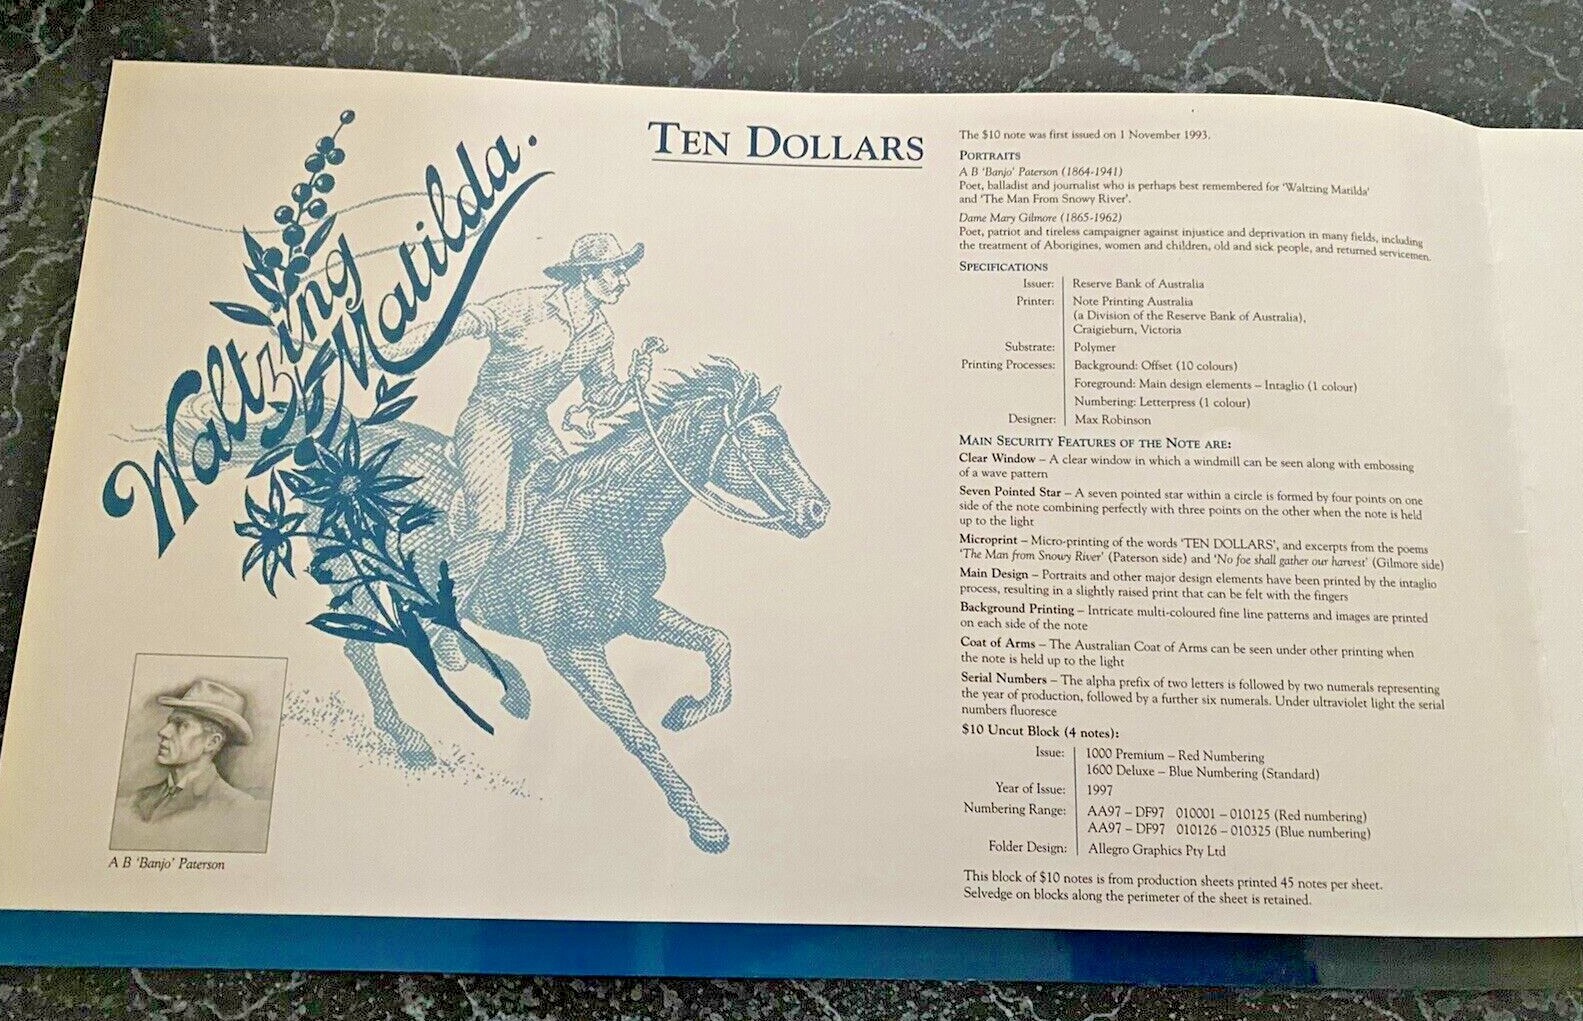 Waltzing
Matilda.
TEN DOLLARS
A B 'Banjo' Paterson
The $10 note was first issued on 1 November 1993.
PORTRAITS
A B 'Banjo' Paterson (1864-1941)
Poet, balladist and journalist who is perhaps best remembered for 'Waltzing Matilda'
and 'The Man From Snowy River'.
Dame Mary Gilmore (1865-1962)
Poet, patriot and tireless campaigner against injustice and deprivation in many fields, including
the treatment of Aborigines, women and children, old and sick people, and returned servicemen.
SPECIFICATIONS
Issuer: Reserve Bank of Australia
Printer: Note Printing Australia
(a Division of the Reserve Bank of Australia),
Craigieburn, Victoria
Substrate: Polymer
Printing Processes: Background: Offset (10 colours)
Foreground: Main design elements – Intaglio (1 colour)
Numbering: Letterpress (1 colour)
Designer: Max Robinson
MAIN SECURITY FEATURES OF THE NOTE ARE:
Clear Window – A clear window in which a windmill can be seen along with embossing
of a wave pattern
Seven Pointed Star – A seven pointed star within a circle is formed by four points on one
side of the note combining perfectly with three points on the other when the note is held
up to the light
Microprint – Micro-printing of the words 'TEN DOLLARS', and excerpts from the poems
'The Man from Snowy River' (Paterson side) and 'No foe shall gather our harvest' (Gilmore side)
Main Design – Portraits and other major design elements have been printed by the intaglio
process, resulting in a slightly raised print that can be felt with the fingers
Background Printing – Intricate multi-coloured fine line patterns and images are printed
on each side of the note
Coat of Arms – The Australian Coat of Arms can be seen under other printing when
the note is held up to the light
Serial Numbers – The alpha prefix of two letters is followed by two numerals representing
the year of production, followed by a further six numerals. Under ultraviolet light the serial
numbers fluoresce
$10 Uncut Block (4 notes):
Issue: 1000 Premium – Red Numbering
1600 Deluxe – Blue Numbering (Standard)
Year of Issue: 1997
Numbering Range: AA97 – DF97 010001 – 010125 (Red numbering)
AA97 – DF97 010126 – 010325 (Blue numbering)
Folder Design: Allegro Graphics Pty Ltd
This block of $10 notes is from production sheets printed 45 notes per sheet.
Selvedge on blocks along the perimeter of the sheet is retained.